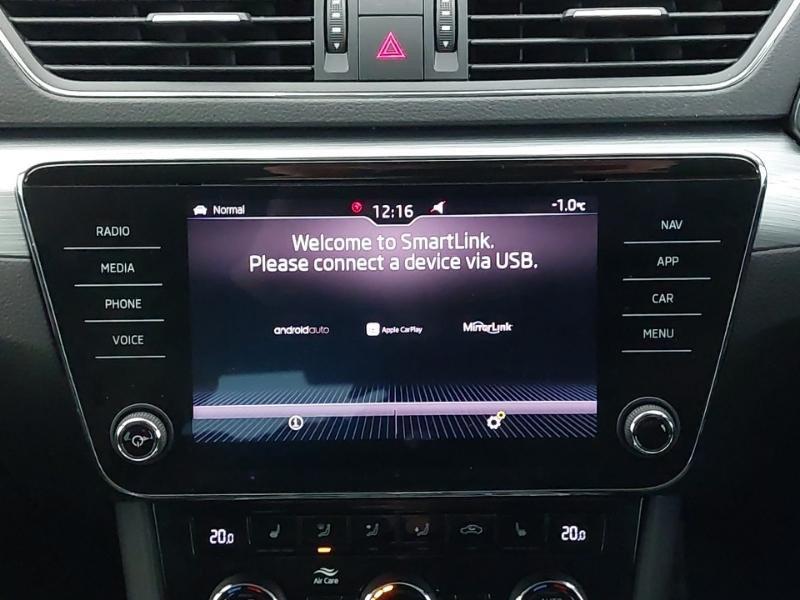 Normal 12:16 -1.0°C
Welcome to SmartLink.
Please connect a device via USB.
androidauto Apple CarPlay MirrorLink
RADIO
MEDIA
PHONE
VOICE
NAV
APP
CAR
MENU
20.0 20.0
Air Care